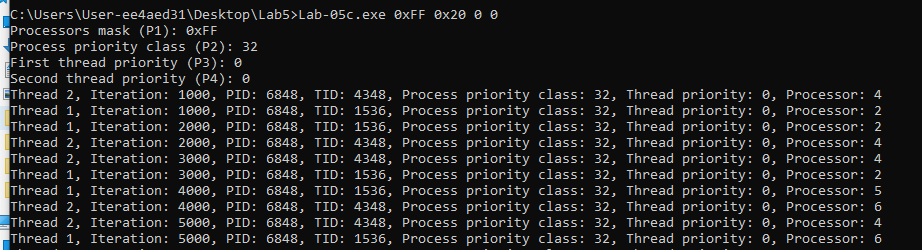 C:\Users\User-ee4aed31\Desktop\Lab5>Lab-05c.exe 0xFF 0x20 0 0
Processors mask (P1): 0xFF
Process priority class (P2): 32
First thread priority (P3): 0
Second thread priority (P4): 0
Thread 2, Iteration: 1000, PID: 6848, TID: 4348, Process priority class: 32, Thread priority: 0, Processor: 4
Thread 1, Iteration: 1000, PID: 6848, TID: 1536, Process priority class: 32, Thread priority: 0, Processor: 2
Thread 1, Iteration: 2000, PID: 6848, TID: 1536, Process priority class: 32, Thread priority: 0, Processor: 2
Thread 2, Iteration: 2000, PID: 6848, TID: 4348, Process priority class: 32, Thread priority: 0, Processor: 4
Thread 2, Iteration: 3000, PID: 6848, TID: 4348, Process priority class: 32, Thread priority: 0, Processor: 4
Thread 1, Iteration: 3000, PID: 6848, TID: 1536, Process priority class: 32, Thread priority: 0, Processor: 2
Thread 1, Iteration: 4000, PID: 6848, TID: 1536, Process priority class: 32, Thread priority: 0, Processor: 5
Thread 2, Iteration: 4000, PID: 6848, TID: 4348, Process priority class: 32, Thread priority: 0, Processor: 6
Thread 2, Iteration: 5000, PID: 6848, TID: 4348, Process priority class: 32, Thread priority: 0, Processor: 4
Thread 1, Iteration: 5000, PID: 6848, TID: 1536, Process priority class: 32, Thread priority: 0, Processor: 6